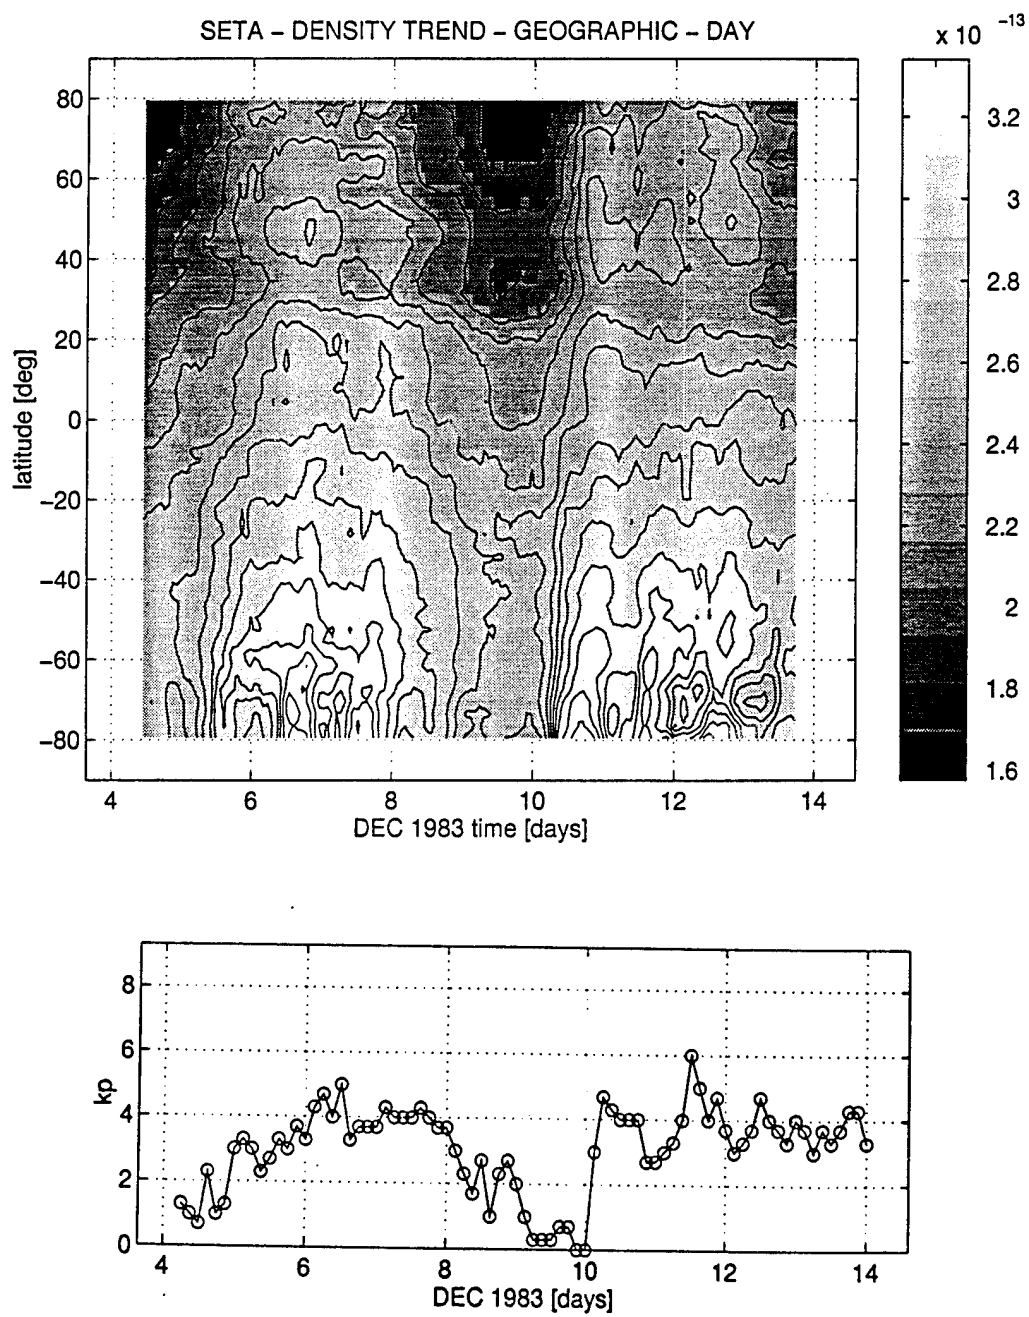 SETA – DENSITY TREND – GEOGRAPHIC – DAY
x 10 –13
80
60
40
20
0
–20
–40
–60
–80
latitude [deg]
4 6 8 10 12 14
DEC 1983 time [days]
3.2
3
2.8
2.6
2.4
2.2
2
1.8
1.6
8
6
4
2
0
kp
4 6 8 10 12 14
DEC 1983 [days]